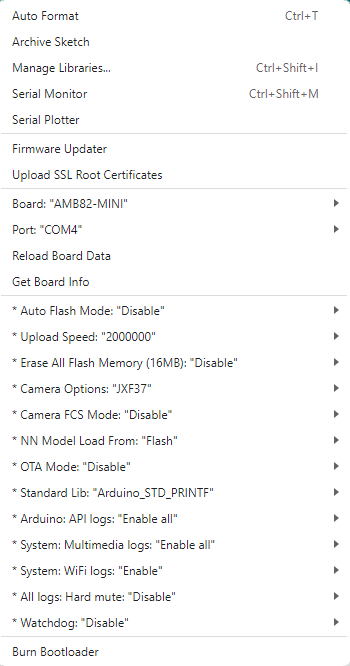 Auto Format Ctrl+T
Archive Sketch
Manage Libraries... Ctrl+Shift+I
Serial Monitor Ctrl+Shift+M
Serial Plotter
Firmware Updater
Upload SSL Root Certificates
Board: "AMB82-MINI"
Port: "COM4"
Reload Board Data
Get Board Info
* Auto Flash Mode: "Disable"
* Upload Speed: "2000000"
* Erase All Flash Memory (16MB): "Disable"
* Camera Options: "JXF37"
* Camera FCS Mode: "Disable"
* NN Model Load From: "Flash"
* OTA Mode: "Disable"
* Standard Lib: "Arduino_STD_PRINTF"
* Arduino: API logs: "Enable all"
* System: Multimedia logs: "Enable all"
* System: WiFi logs: "Enable"
* All logs: Hard mute: "Disable"
* Watchdog: "Disable"
Burn Bootloader